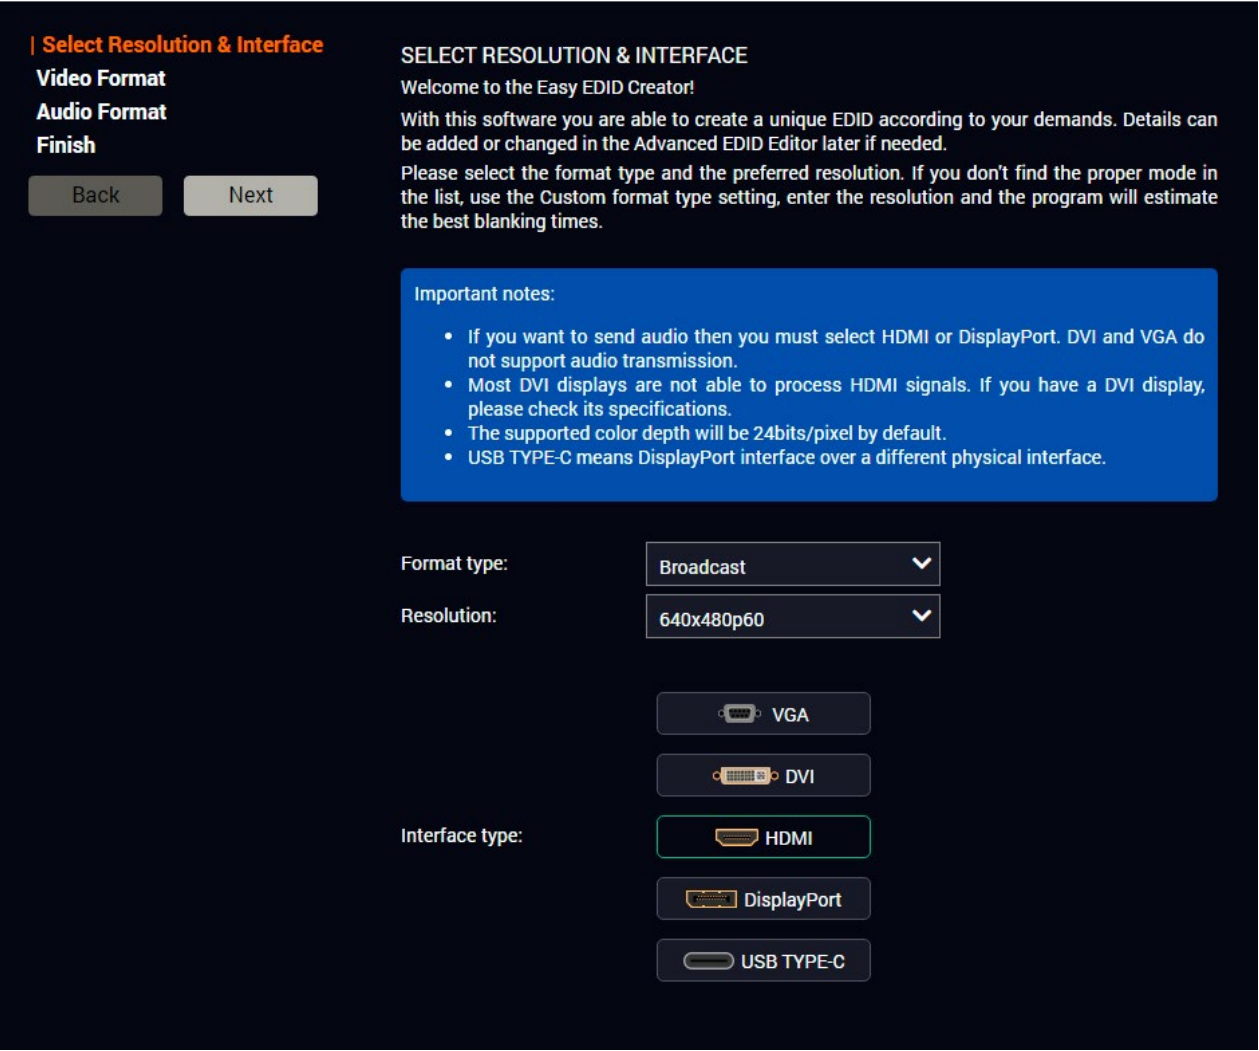 | Select Resolution & Interface
Video Format
Audio Format
Finish
Back
Next
SELECT RESOLUTION & INTERFACE
Welcome to the Easy EDID Creator!
With this software you are able to create a unique EDID according to your demands. Details can
be added or changed in the Advanced EDID Editor later if needed.
Please select the format type and the preferred resolution. If you don't find the proper mode in
the list, use the Custom format type setting, enter the resolution and the program will estimate
the best blanking times.
Important notes:
• If you want to send audio then you must select HDMI or DisplayPort. DVI and VGA do
not support audio transmission.
• Most DVI displays are not able to process HDMI signals. If you have a DVI display,
please check its specifications.
• The supported color depth will be 24bits/pixel by default.
• USB TYPE-C means DisplayPort interface over a different physical interface.
Format type:
Broadcast
Resolution:
640x480p60
VGA
DVI
Interface type:
HDMI
DisplayPort
USB TYPE-C